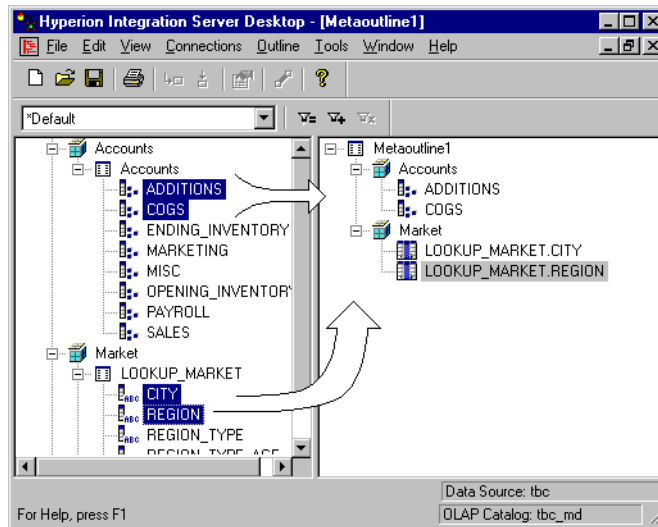 Hyperion Integration Server Desktop - [Metaoutline1]
File Edit View Connections Outline Tools Window Help
*Default
Accounts
Accounts
ADDITIONS
COGS
ENDING_INVENTORY
MARKETING
MISC
OPENING_INVENTOR
PAYROLL
SALES
Market
LOOKUP_MARKET
CITY
REGION
REGION_TYPE
Metaoutline1
Accounts
ADDITIONS
COGS
Market
LOOKUP_MARKET.CITY
LOOKUP_MARKET.REGION
Data Source: tbc
For Help, press F1
OLAP Catalog: tbc_md